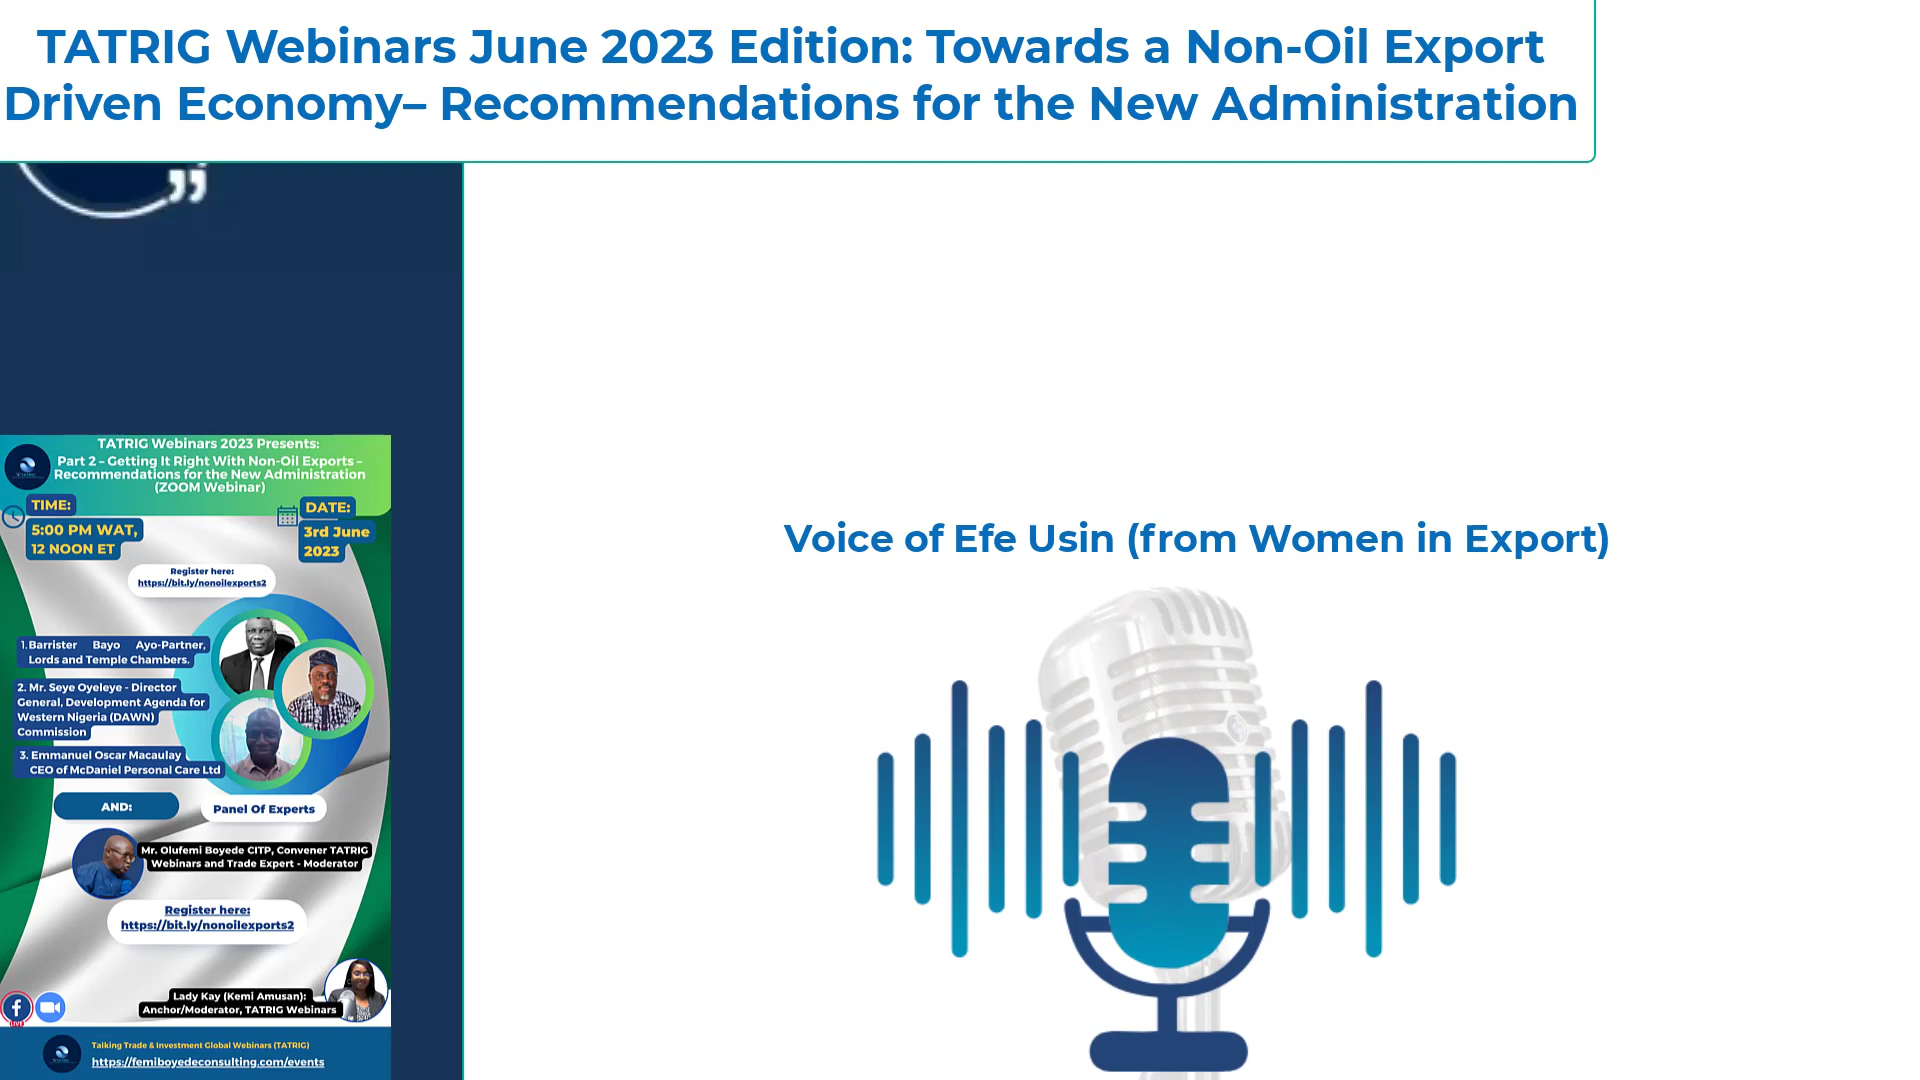 TATRIG Webinars June 2023 Edition: Towards a Non-Oil Export
Driven Economy– Recommendations for the New Administration
TATRIG Webinars 2023 Presents:
Part 2 – Getting It Right With Non-Oil Exports –
Recommendations for the New Administration
(ZOOM Webinar)
TIME:
5:00 PM WAT,
12 NOON ET
DATE:
3rd June
2023
Register here:
https://bit.ly/nonoilexports2
1. Barrister Bayo Ayo-Partner,
Lords and Temple Chambers.
2. Mr. Seye Oyeleye - Director
General, Development Agenda for
Western Nigeria (DAWN)
Commission
3. Emmanuel Oscar Macaulay
CEO of McDaniel Personal Care Ltd
AND:
Panel Of Experts
Mr. Olufemi Boyede CITP, Convener TATRIG
Webinars and Trade Expert - Moderator
Register here:
https://bit.ly/nonoilexports2
Lady Kay (Kemi Amusan):
Anchor/Moderator, TATRIG Webinars
LIVE
Talking Trade & Investment Global Webinars (TATRIG)
https://femiboyedeconsulting.com/events
Voice of Efe Usin (from Women in Export)